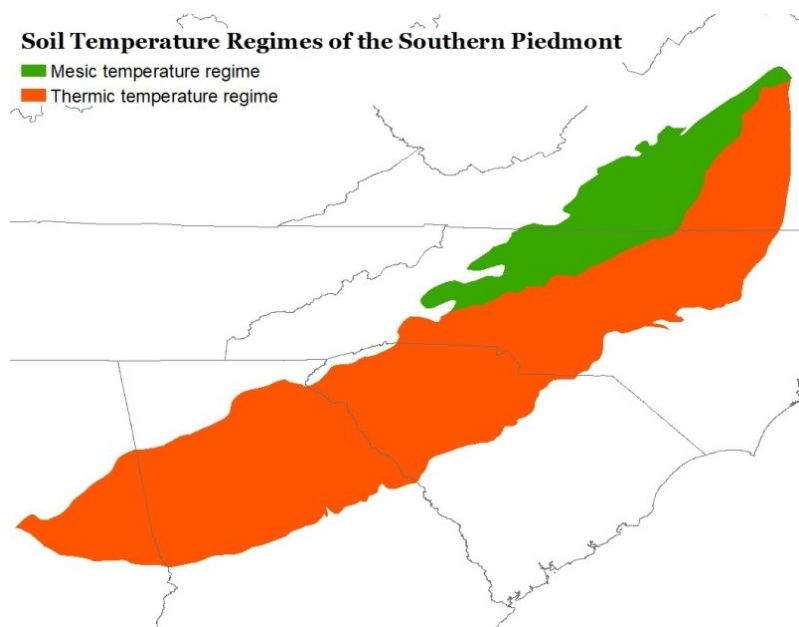 Soil Temperature Regimes of the Southern Piedmont
Mesic temperature regime
Thermic temperature regime